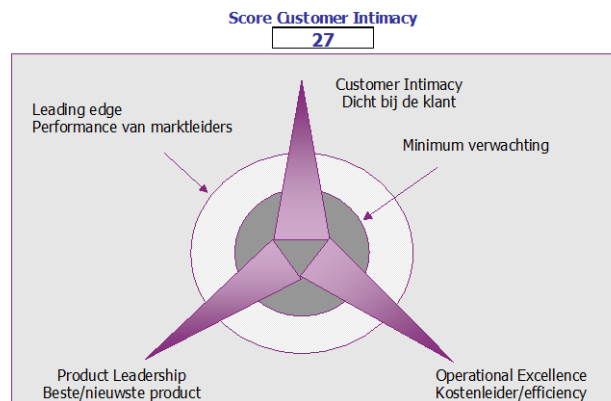 Score Customer Intimacy
27
Customer Intimacy
Dicht bij de klant
Leading edge
Performance van marktleiders
Minimum verwachting
Product Leadership
Beste/nieuwste product
Operational Excellence
Kostenleider/efficiency